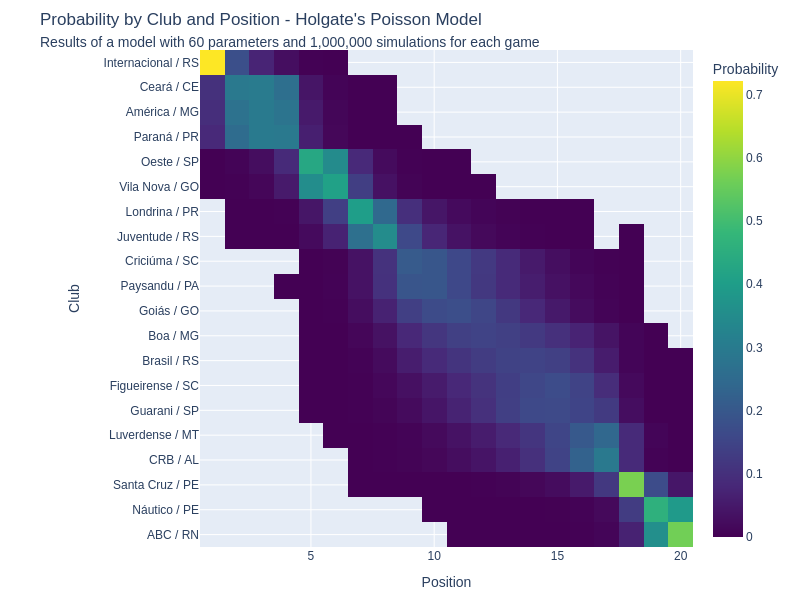 Probability by Club and Position - Holgate's Poisson Model
Results of a model with 60 parameters and 1,000,000 simulations for each game
Probability
Internacional / RS
Ceará / CE
América / MG
Paraná / PR
Oeste / SP
Vila Nova / GO
Londrina / PR
Juventude / RS
Criciúma / SC
Paysandu / PA
Goiás / GO
Boa / MG
Brasil / RS
Figueirense / SC
Guarani / SP
Luverdense / MT
CRB / AL
Santa Cruz / PE
Náutico / PE
ABC / RN
Club
5 10 15 20
Position
0.7
0.6
0.5
0.4
0.3
0.2
0.1
0